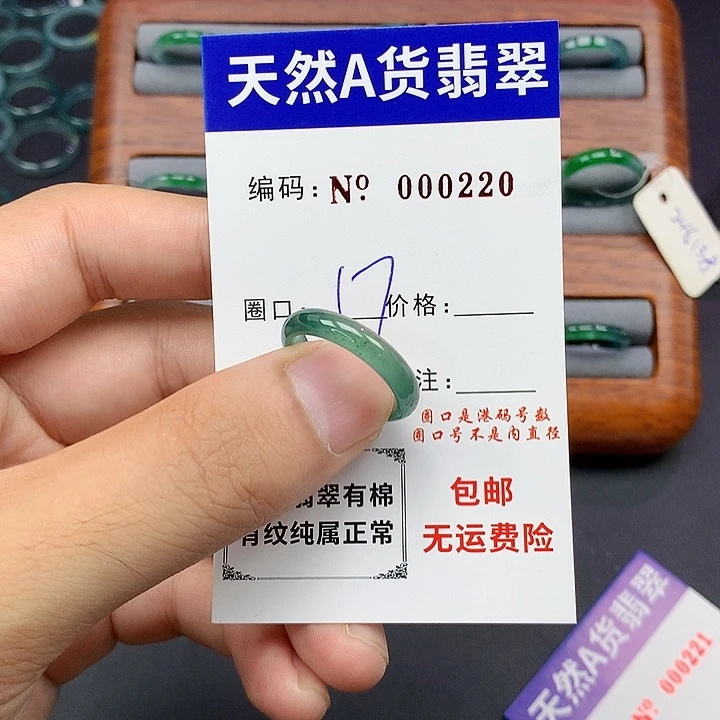 天然A货翡翠
编码：Nº 000220
圈口： 17 价格：
注：
圈口是港码号数
圈口号不是内直径
翡翠有棉
有纹纯属正常
包邮
无运费险
天然A货翡翠
Nº 000221